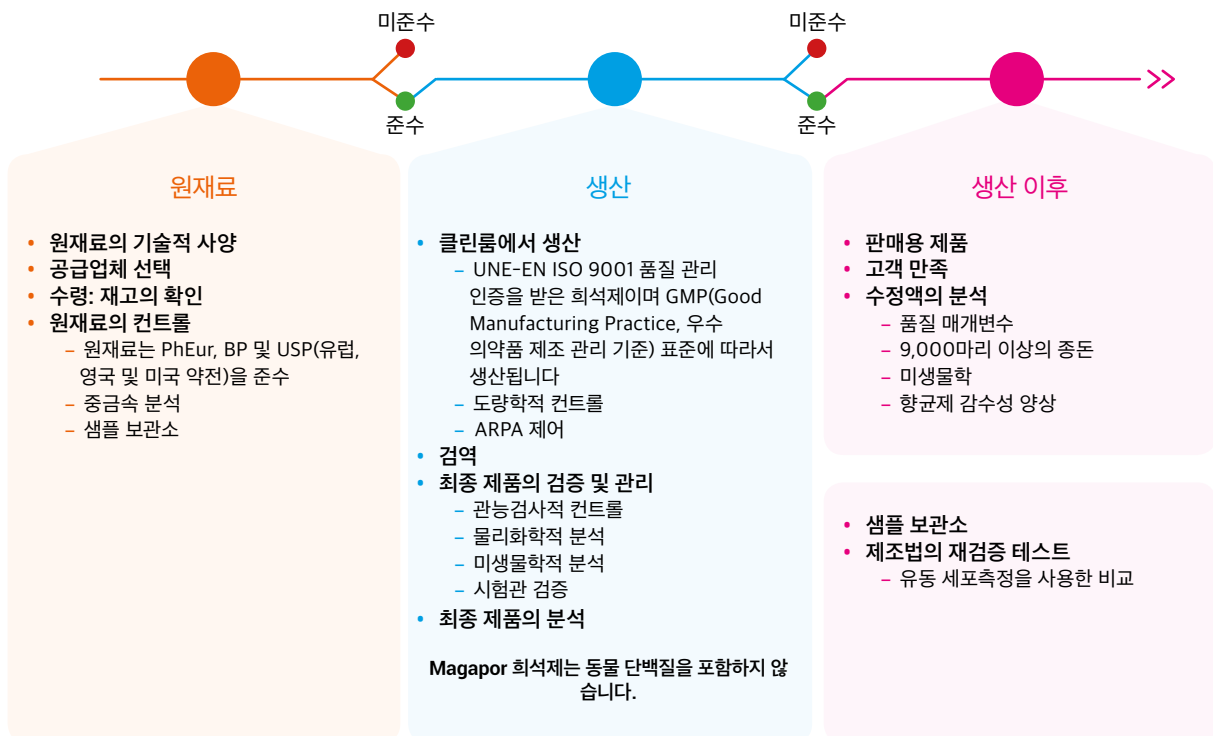 미준수
준수
미준수
준수
원재료
• 원재료의 기술적 사양
• 공급업체 선택
• 수령: 재고의 확인
• 원재료의 컨트롤
– 원재료는 PhEur, BP 및 USP(유럽,
영국 및 미국 약전)을 준수
– 중금속 분석
– 샘플 보관소
생산
• 클린룸에서 생산
– UNE-EN ISO 9001 품질 관리
인증을 받은 희석제이며 GMP(Good
Manufacturing Practice, 우수
의약품 제조 관리 기준) 표준에 따라서
생산됩니다
– 도량학적 컨트롤
– ARPA 제어
• 검역
• 최종 제품의 검증 및 관리
– 관능검사적 컨트롤
– 물리화학적 분석
– 미생물학적 분석
– 시험관 검증
• 최종 제품의 분석
Magapor 희석제는 동물 단백질을 포함하지 않
습니다.
생산 이후
• 판매용 제품
• 고객 만족
• 수정액의 분석
– 품질 매개변수
– 9,000마리 이상의 종돈
– 미생물학
– 항균제 감수성 양상
• 샘플 보관소
• 제조법의 재검증 테스트
– 유동 세포측정을 사용한 비교